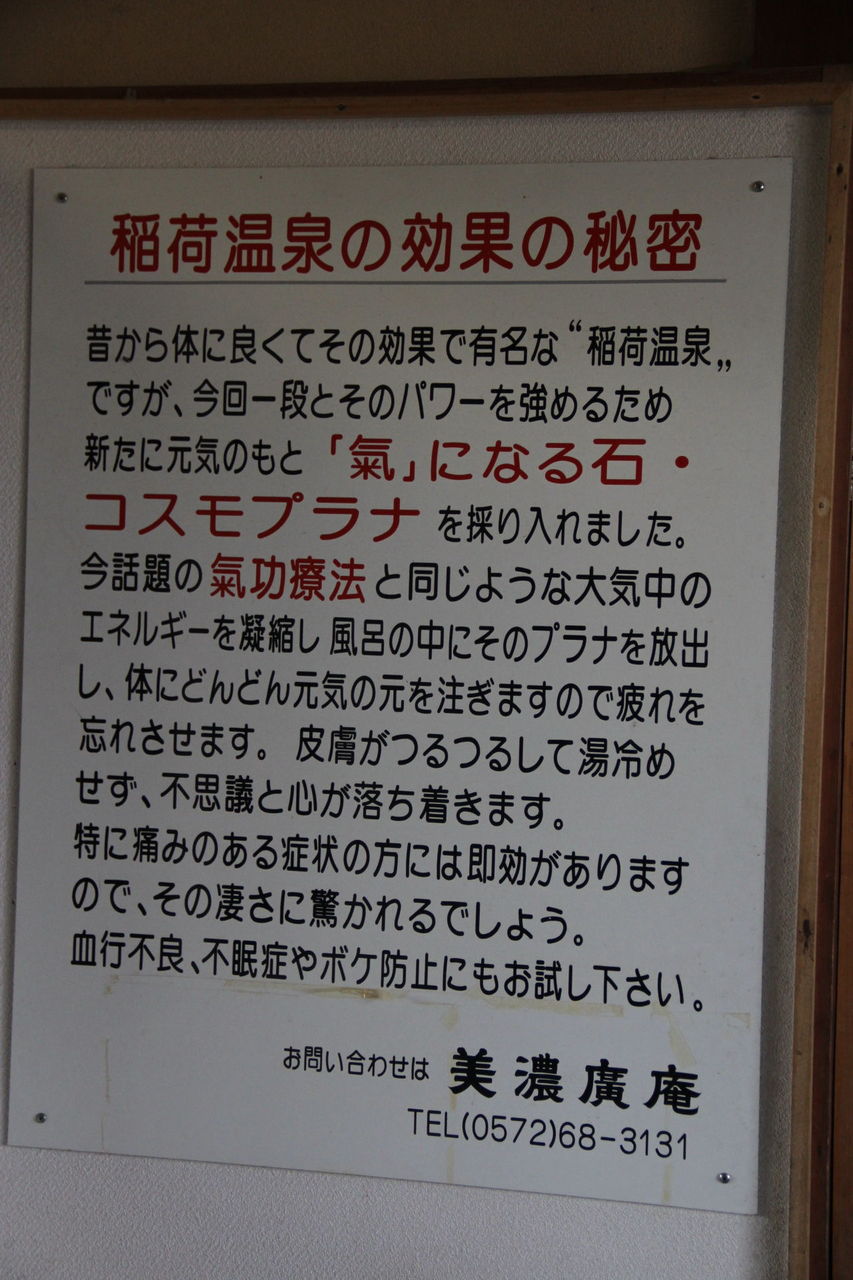 稲荷温泉の効果の秘密
昔から体に良くてその効果で有名な“稲荷温泉„
ですが、今回一段とそのパワーを強めるため
新たに元気のもと「氣」になる石・
コスモプラナを採り入れました。
今話題の氣功療法と同じような大気中の
エネルギーを凝縮し風呂の中にそのプラナを放出
し、体にどんどん元気の元を注ぎますので疲れを
忘れさせます。皮膚がつるつるして湯冷め
せず、不思議と心が落ち着きます。
特に痛みのある症状の方には即効があります
ので、その凄さに驚かれるでしょう。
血行不良、不眠症やボケ防止にもお試し下さい。
お問い合わせは 美濃廣庵
TEL(0572)68-3131